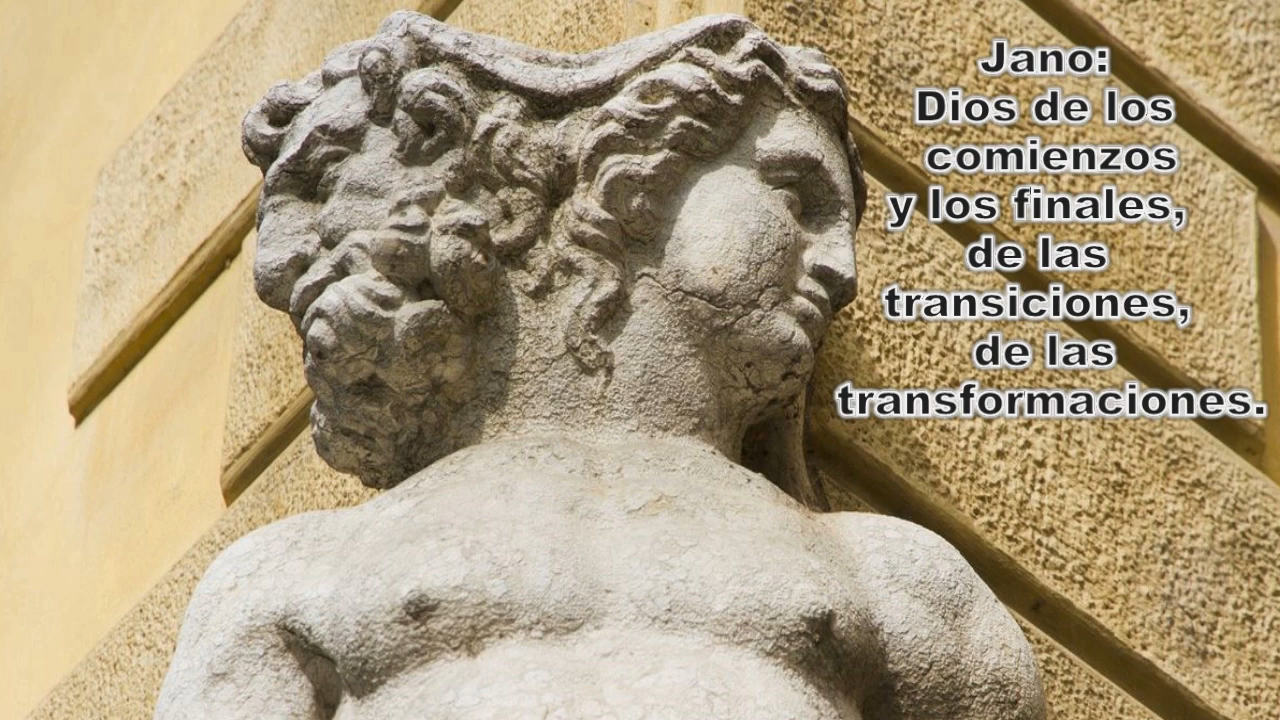 Jano:
Dios de los
comienzos
y los finales,
de las
transiciones,
de las
transformaciones.